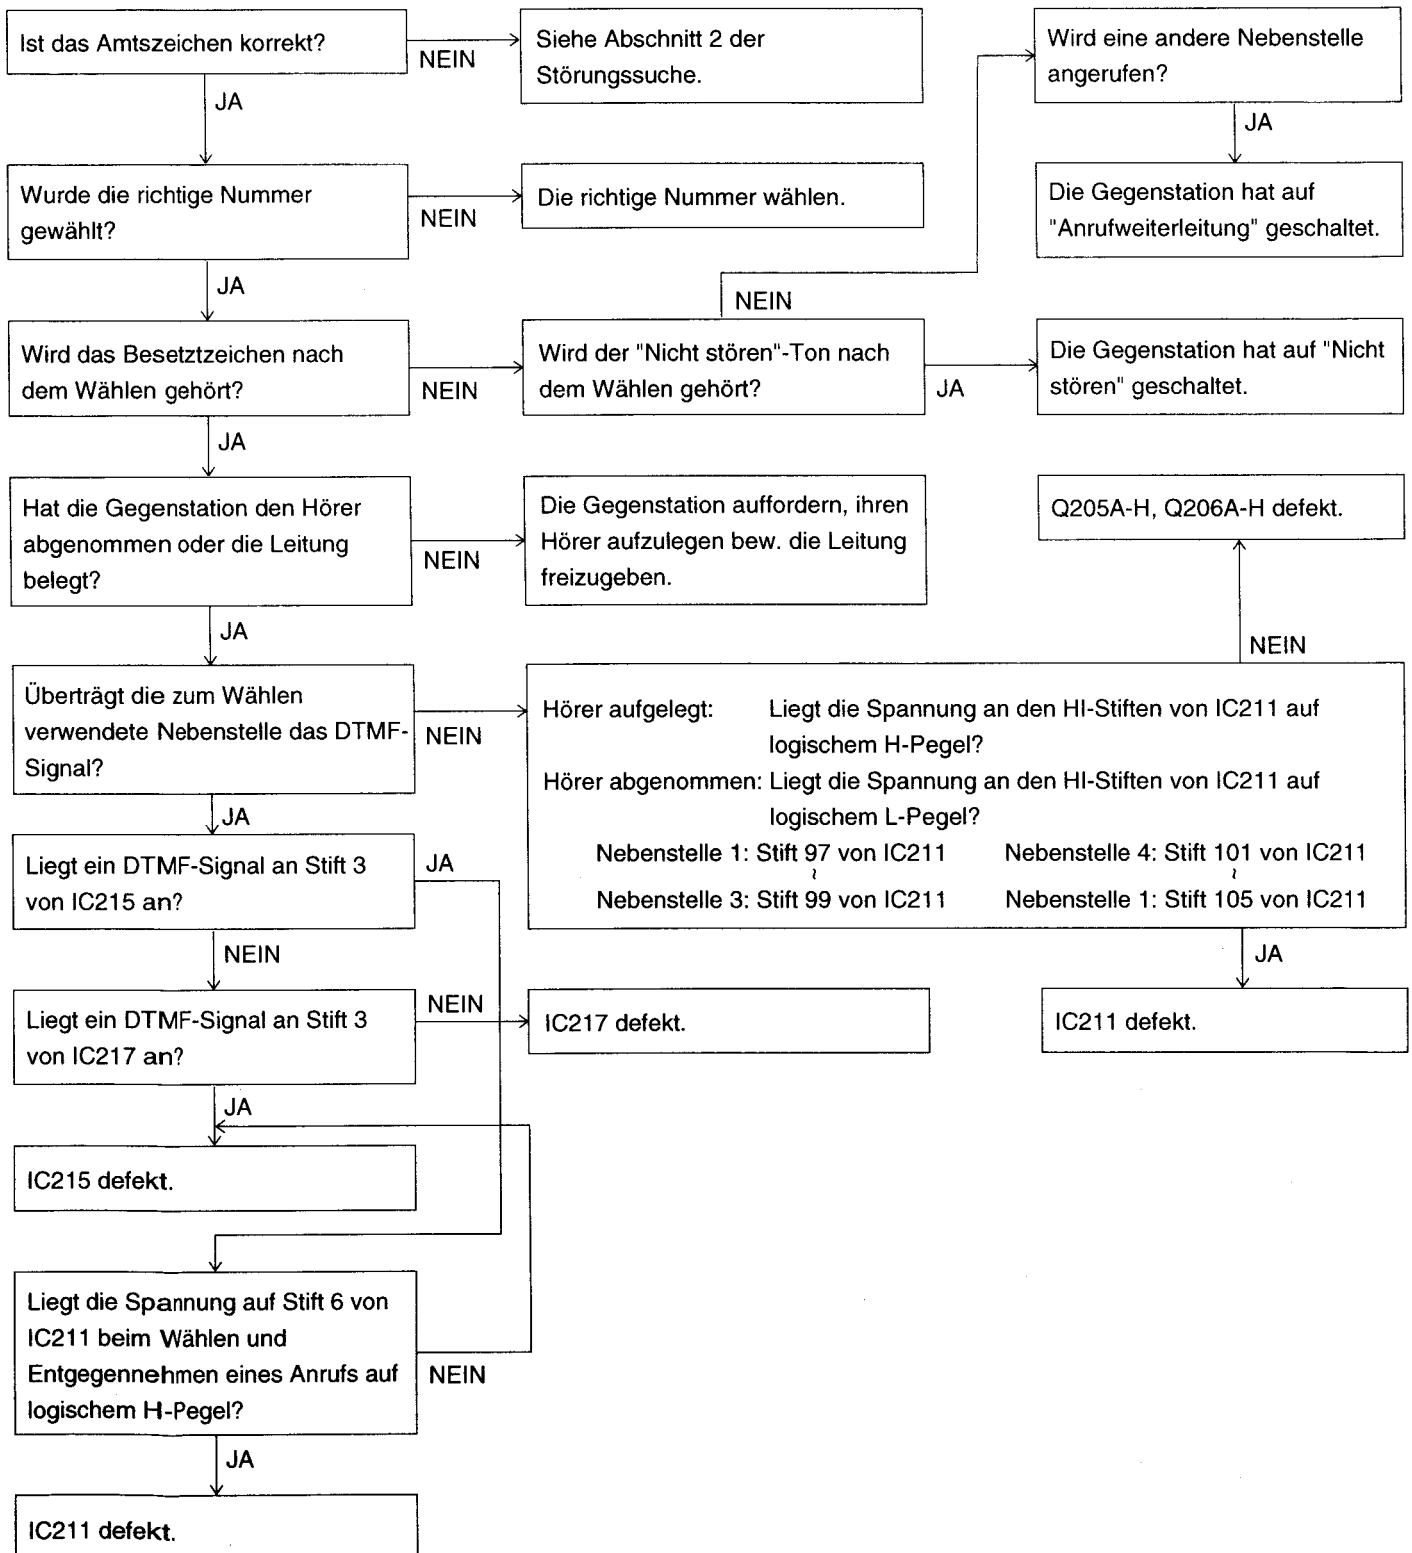 Ist das Amtszeichen korrekt?
NEIN
Siehe Abschnitt 2 der
Störungssuche.
Wird eine andere Nebenstelle
angerufen?
JA
JA
Wurde die richtige Nummer
gewählt?
NEIN
Die richtige Nummer wählen.
Die Gegenstation hat auf
"Anrufweiterleitung" geschaltet.
JA
NEIN
Wird das Besetztzeichen nach
dem Wählen gehört?
NEIN
Wird der "Nicht stören"-Ton nach
dem Wählen gehört?
JA
Die Gegenstation hat auf "Nicht
stören" geschaltet.
JA
Hat die Gegenstation den Hörer
abgenommen oder die Leitung
belegt?
NEIN
Die Gegenstation auffordern, ihren
Hörer aufzulegen bew. die Leitung
freizugeben.
Q205A-H, Q206A-H defekt.
JA
NEIN
Überträgt die zum Wählen
verwendete Nebenstelle das DTMF-
Signal?
NEIN
Hörer aufgelegt: Liegt die Spannung an den HI-Stiften von IC211 auf
logischem H-Pegel?
Hörer abgenommen: Liegt die Spannung an den HI-Stiften von IC211 auf
logischem L-Pegel?
Nebenstelle 1: Stift 97 von IC211 Nebenstelle 4: Stift 101 von IC211
~ ~
Nebenstelle 3: Stift 99 von IC211 Nebenstelle 1: Stift 105 von IC211
JA
Liegt ein DTMF-Signal an Stift 3
von IC215 an?
JA
NEIN
JA
Liegt ein DTMF-Signal an Stift 3
von IC217 an?
NEIN
IC217 defekt.
IC211 defekt.
JA
IC215 defekt.
Liegt die Spannung auf Stift 6 von
IC211 beim Wählen und
Entgegennehmen eines Anrufs auf
logischem H-Pegel?
NEIN
JA
IC211 defekt.